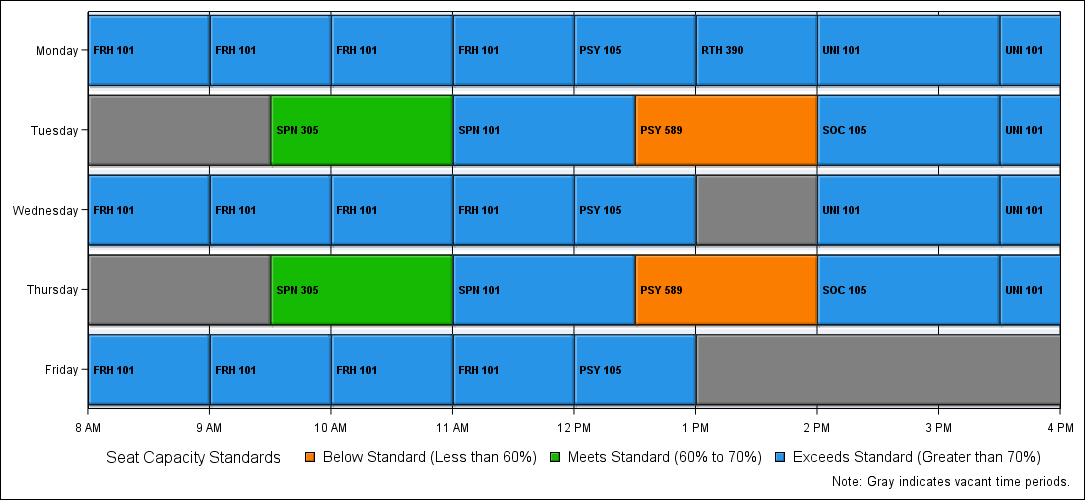 Monday FRH 101 FRH 101 FRH 101 FRH 101 PSY 105 RTH 390 UNI 101 UNI 101
Tuesday SPN 305 SPN 101 PSY 589 SOC 105 UNI 101
Wednesday FRH 101 FRH 101 FRH 101 FRH 101 PSY 105 UNI 101 UNI 101
Thursday SPN 305 SPN 101 PSY 589 SOC 105 UNI 101
Friday FRH 101 FRH 101 FRH 101 FRH 101 PSY 105
8 AM 9 AM 10 AM 11 AM 12 PM 1 PM 2 PM 3 PM 4 PM
Seat Capacity Standards Below Standard (Less than 60%) Meets Standard (60% to 70%) Exceeds Standard (Greater than 70%)
Note: Gray indicates vacant time periods.